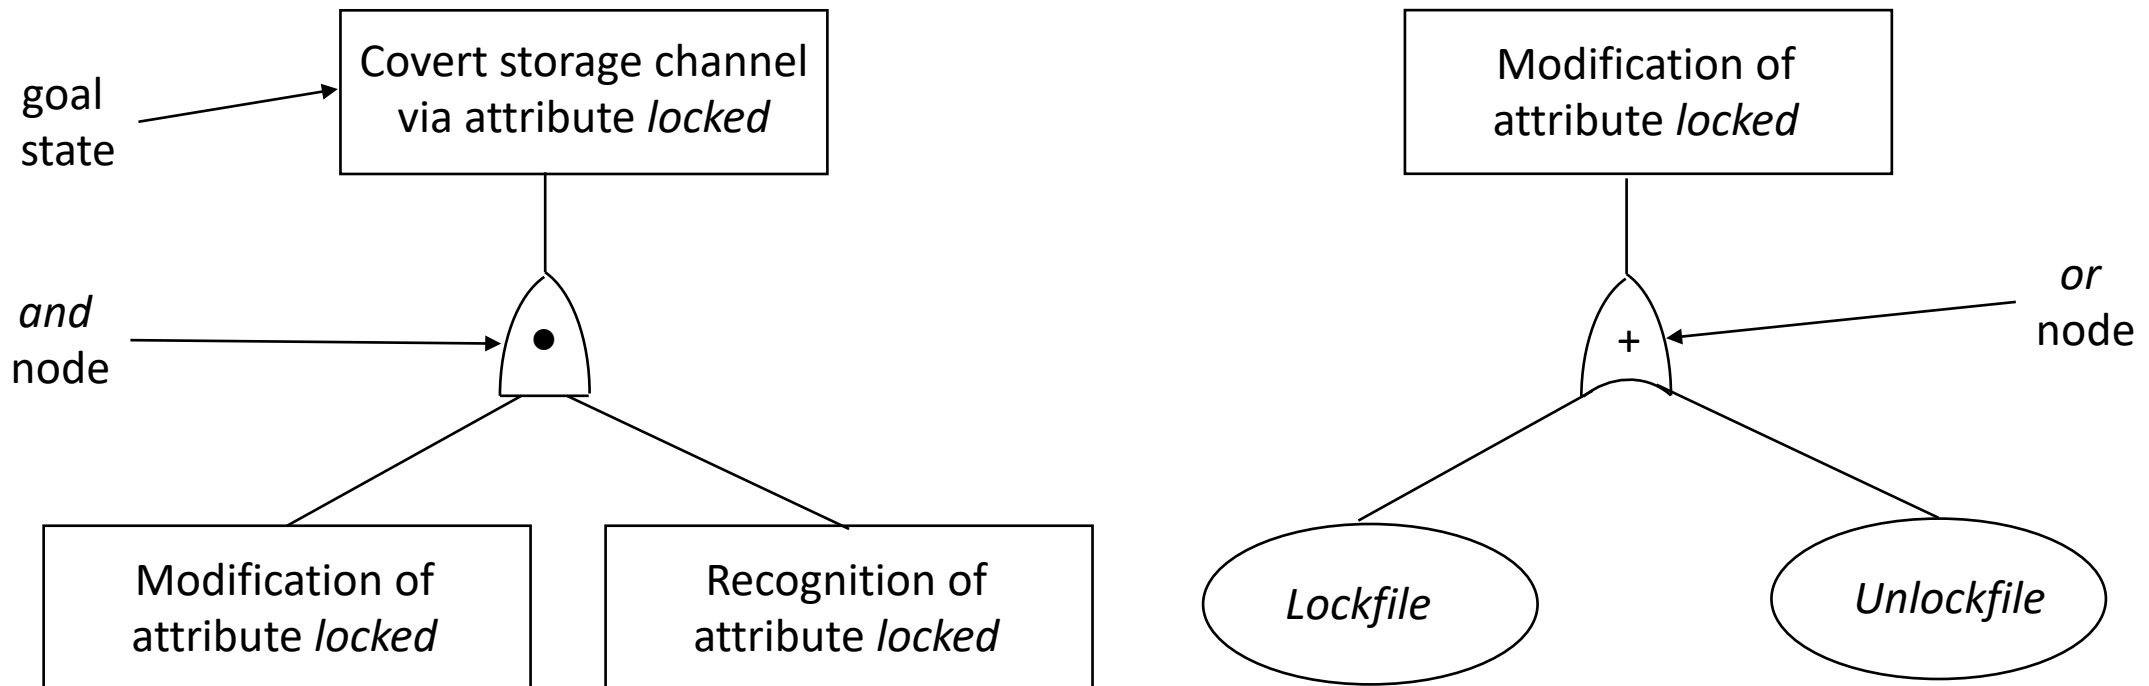 goal
state
Covert storage channel
via attribute locked
and
node
Modification of
attribute locked
Recognition of
attribute locked
Modification of
attribute locked
+
or
node
Lockfile
Unlockfile